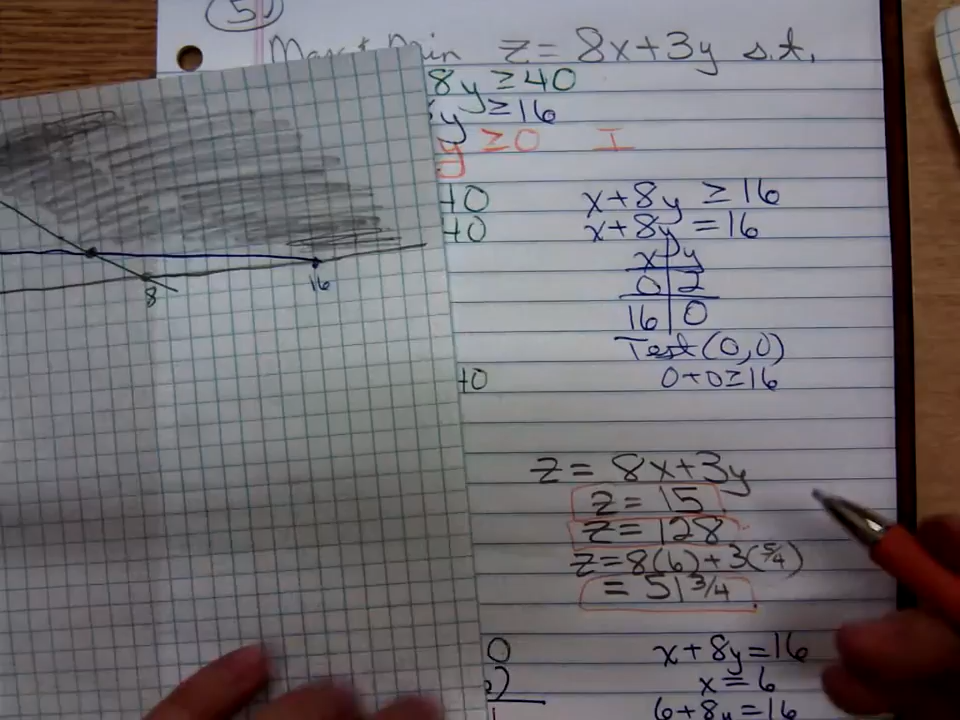 5)
Max + Min z = 8x+3y s.t.
8y ≥ 40
y ≥ 16
y ≥ 0 I
40 x+8y ≥ 16
40 x+8y = 16
x y
0 2
16 0
Test (0,0)
40 0+0≥16
8 16
z = 8x+3y
z = 15
z = 128
z = 8(6) + 3(5/4)
= 51 3/4
0 x+8y=16
x = 6
6+8y=16